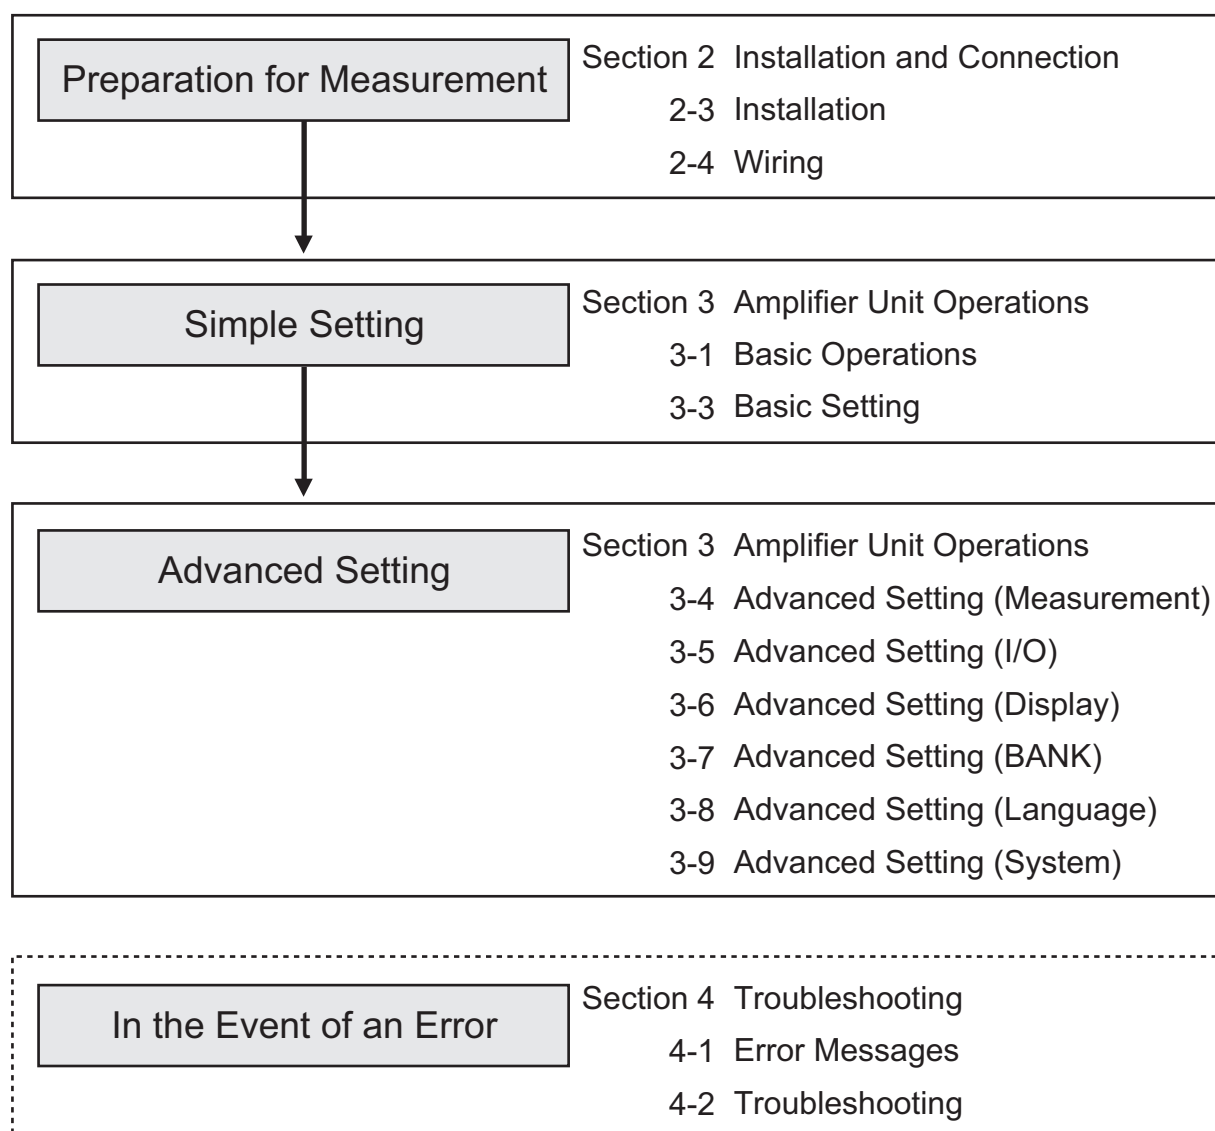 Preparation for Measurement
Section 2 Installation and Connection
2-3 Installation
2-4 Wiring
Simple Setting
Section 3 Amplifier Unit Operations
3-1 Basic Operations
3-3 Basic Setting
Advanced Setting
Section 3 Amplifier Unit Operations
3-4 Advanced Setting (Measurement)
3-5 Advanced Setting (I/O)
3-6 Advanced Setting (Display)
3-7 Advanced Setting (BANK)
3-8 Advanced Setting (Language)
3-9 Advanced Setting (System)
In the Event of an Error
Section 4 Troubleshooting
4-1 Error Messages
4-2 Troubleshooting